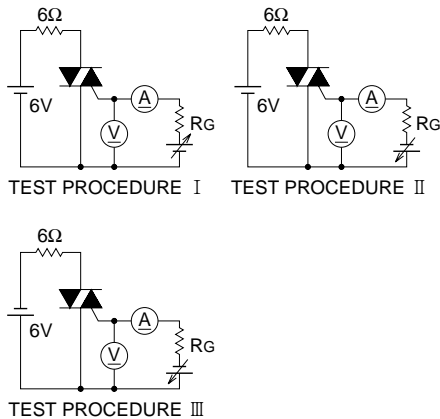 6Ω
6V
A
V
RG
TEST PROCEDURE Ⅰ
6Ω
6V
A
V
RG
TEST PROCEDURE Ⅱ
6Ω
6V
A
V
RG
TEST PROCEDURE Ⅲ